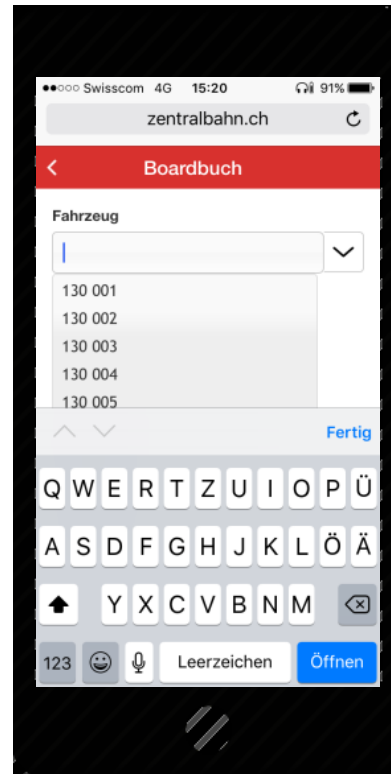 Swisscom 4G 15:20 91%
zentralbahn.ch
Boardbuch
Fahrzeug
130 001
130 002
130 003
130 004
130 005
Fertig
Q W E R T Z U I O P Ü
A S D F G H J K L Ö Ä
Y X C V B N M
123 Leerzeichen Öffnen